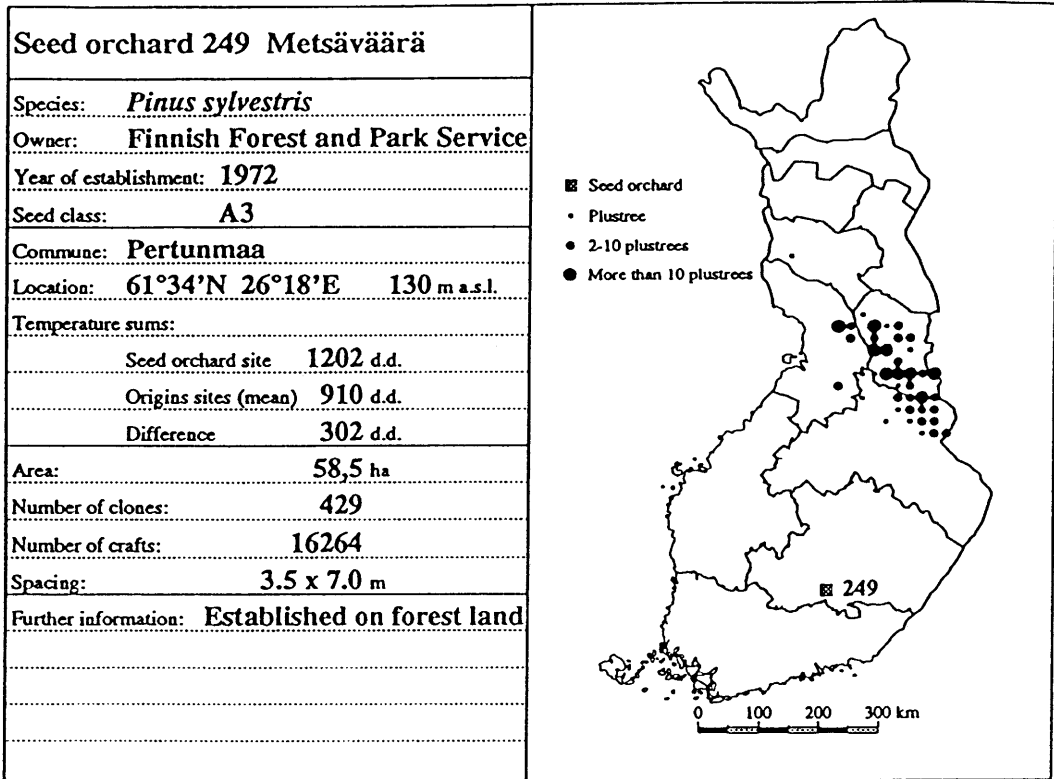 Seed orchard 249 Metsäväärä
Species: Pinus sylvestris
Owner: Finnish Forest and Park Service
Year of establishment: 1972
Seed class: A3
Commune: Pertunmaa
Location: 61°34'N 26°18'E 130 m a.s.l.
Temperature sums:
Seed orchard site 1202 d.d.
Origins sites (mean) 910 d.d.
Difference 302 d.d.
Area: 58,5 ha
Number of clones: 429
Number of crafts: 16264
Spacing: 3.5 x 7.0 m
Further information: Established on forest land
Seed orchard
Plustree
2-10 plustrees
More than 10 plustrees
249
0 100 200 300 km